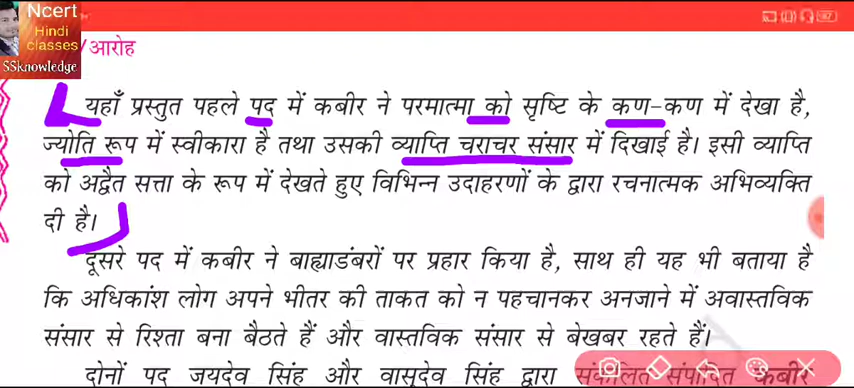 Ncert
Hindi
classes
SSknowledge
/आरोह
यहाँ प्रस्तुत पहले पद में कबीर ने परमात्मा को सृष्टि के कण-कण में देखा है,
ज्योति रूप में स्वीकारा है तथा उसकी व्याप्ति चराचर संसार में दिखाई है। इसी व्याप्ति
को अद्वैत सत्ता के रूप में देखते हुए विभिन्न उदाहरणों के द्वारा रचनात्मक अभिव्यक्ति
दी है।
दूसरे पद में कबीर ने बाह्याडंबरों पर प्रहार किया है, साथ ही यह भी बताया है
कि अधिकांश लोग अपने भीतर की ताकत को न पहचानकर अनजाने में अवास्तविक
संसार से रिश्ता बना बैठते हैं और वास्तविक संसार से बेखबर रहते हैं।
दोनों पद जयदेव सिंह और वासुदेव सिंह द्वारा संकलित संपादित कबीर